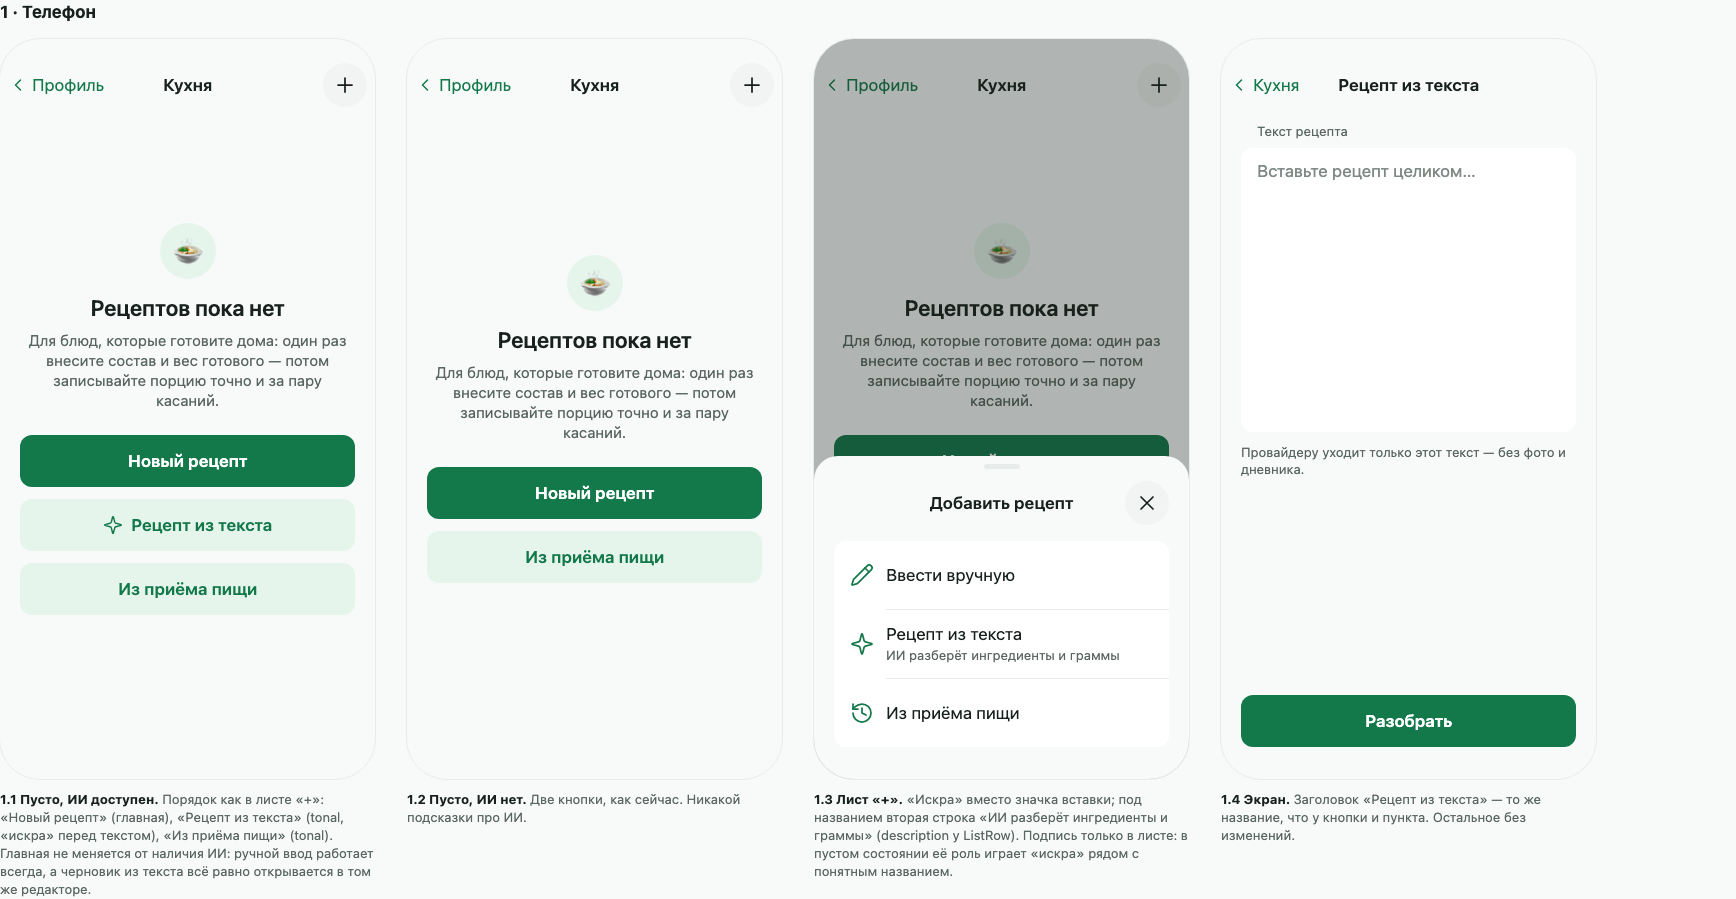 1 · Телефон
Профиль
Кухня
Рецептов пока нет
Для блюд, которые готовите дома: один раз
внесите состав и вес готового — потом
записывайте порцию точно и за пару
касаний.
Новый рецепт
Рецепт из текста
Из приёма пищи
1.1 Пусто, ИИ доступен. Порядок как в листе «+»:
«Новый рецепт» (главная), «Рецепт из текста» (tonal,
«искра» перед текстом), «Из приёма пищи» (tonal).
Главная не меняется от наличия ИИ: ручной ввод работает
всегда, а черновик из текста всё равно открывается в том
же редакторе.
Профиль
Кухня
Рецептов пока нет
Для блюд, которые готовите дома: один раз
внесите состав и вес готового — потом
записывайте порцию точно и за пару
касаний.
Новый рецепт
Из приёма пищи
1.2 Пусто, ИИ нет. Две кнопки, как сейчас. Никакой
подсказки про ИИ.
Профиль
Кухня
Рецептов пока нет
Для блюд, которые готовите дома: один раз
внесите состав и вес готового — потом
записывайте порцию точно и за пару
касаний.
Добавить рецепт
Ввести вручную
Рецепт из текста
ИИ разберёт ингредиенты и граммы
Из приёма пищи
1.3 Лист «+». «Искра» вместо значка вставки; под
названием вторая строка «ИИ разберёт ингредиенты и
граммы» (description у ListRow). Подпись только в листе: в
пустом состоянии её роль играет «искра» рядом с
понятным названием.
Кухня
Рецепт из текста
Текст рецепта
Вставьте рецепт целиком...
Провайдеру уходит только этот текст — без фото и
дневника.
Разобрать
1.4 Экран. Заголовок «Рецепт из текста» — то же
название, что у кнопки и пункта. Остальное без
изменений.